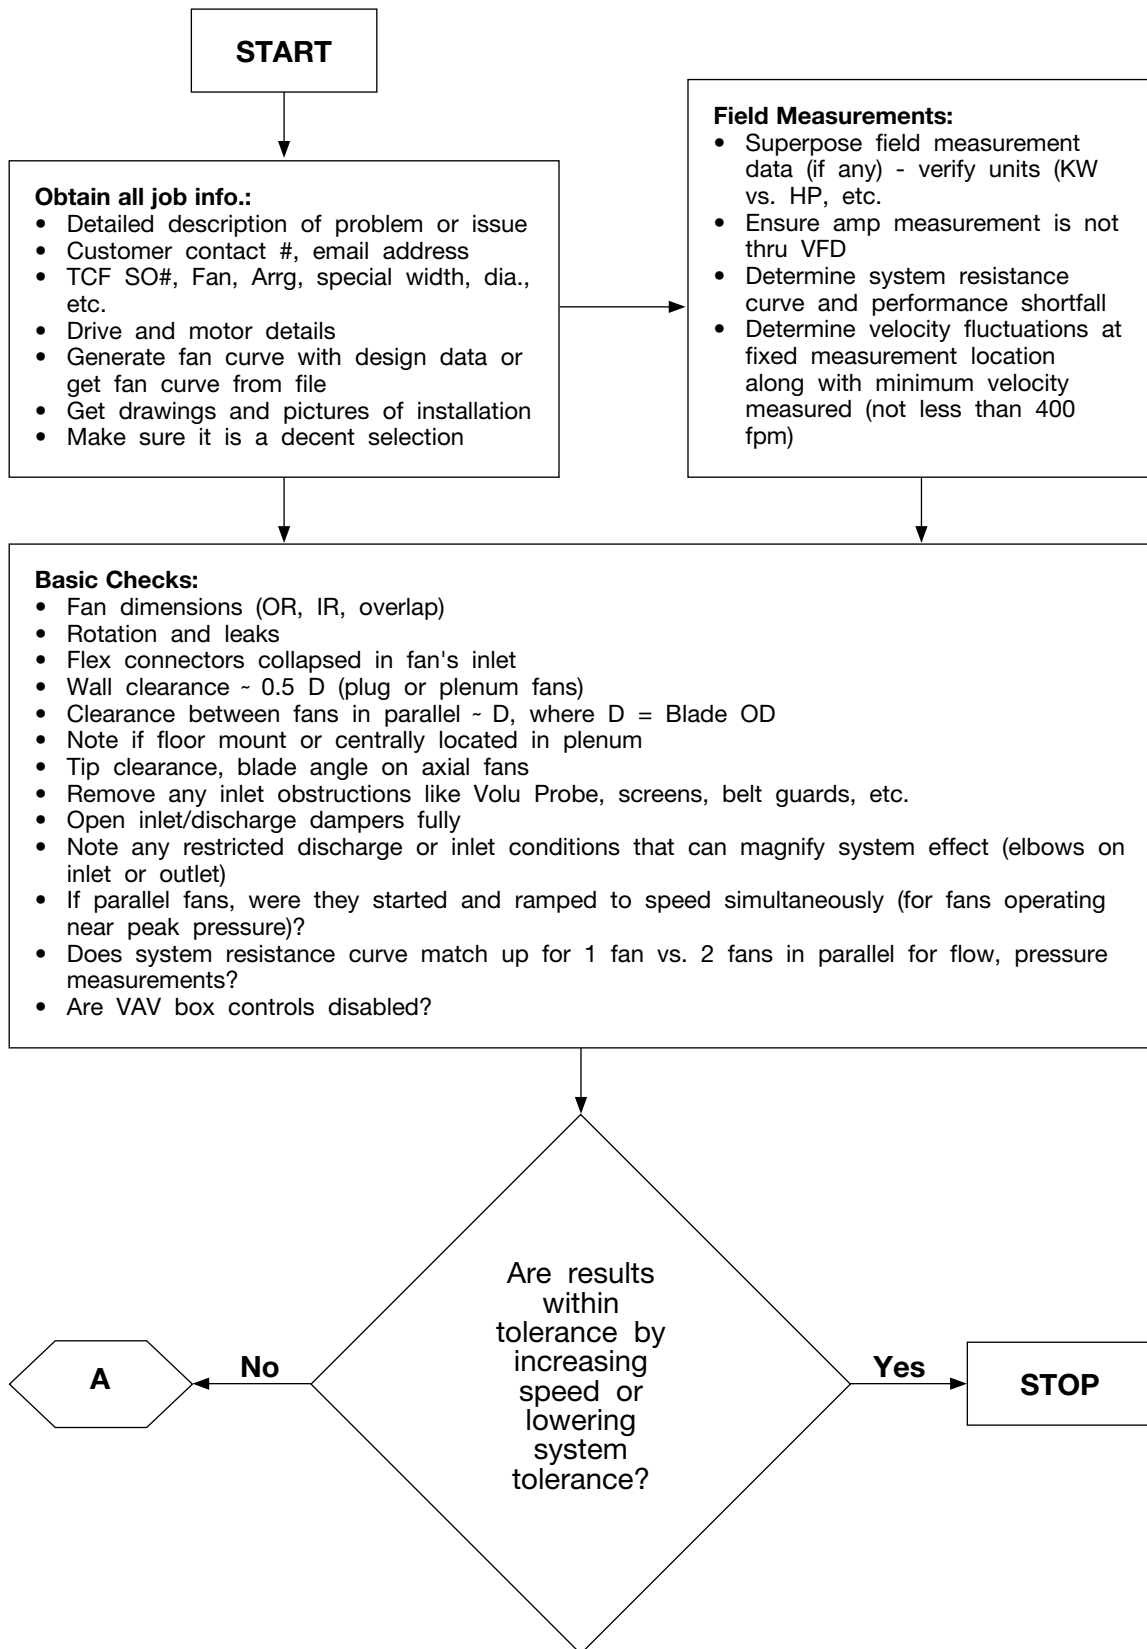 START
Obtain all job info.:
• Detailed description of problem or issue
• Customer contact #, email address
• TCF SO#, Fan, Arrg, special width, dia.,
etc.
• Drive and motor details
• Generate fan curve with design data or
get fan curve from file
• Get drawings and pictures of installation
• Make sure it is a decent selection
Field Measurements:
• Superpose field measurement
data (if any) - verify units (KW
vs. HP, etc.
• Ensure amp measurement is not
thru VFD
• Determine system resistance
curve and performance shortfall
• Determine velocity fluctuations at
fixed measurement location
along with minimum velocity
measured (not less than 400
fpm)
Basic Checks:
• Fan dimensions (OR, IR, overlap)
• Rotation and leaks
• Flex connectors collapsed in fan's inlet
• Wall clearance ~ 0.5 D (plug or plenum fans)
• Clearance between fans in parallel ~ D, where D = Blade OD
• Note if floor mount or centrally located in plenum
• Tip clearance, blade angle on axial fans
• Remove any inlet obstructions like Volu Probe, screens, belt guards, etc.
• Open inlet/discharge dampers fully
• Note any restricted discharge or inlet conditions that can magnify system effect (elbows on
inlet or outlet)
• If parallel fans, were they started and ramped to speed simultaneously (for fans operating
near peak pressure)?
• Does system resistance curve match up for 1 fan vs. 2 fans in parallel for flow, pressure
measurements?
• Are VAV box controls disabled?
Are results
within
tolerance by
increasing
speed or
lowering
system
tolerance?
A
No
Yes
STOP